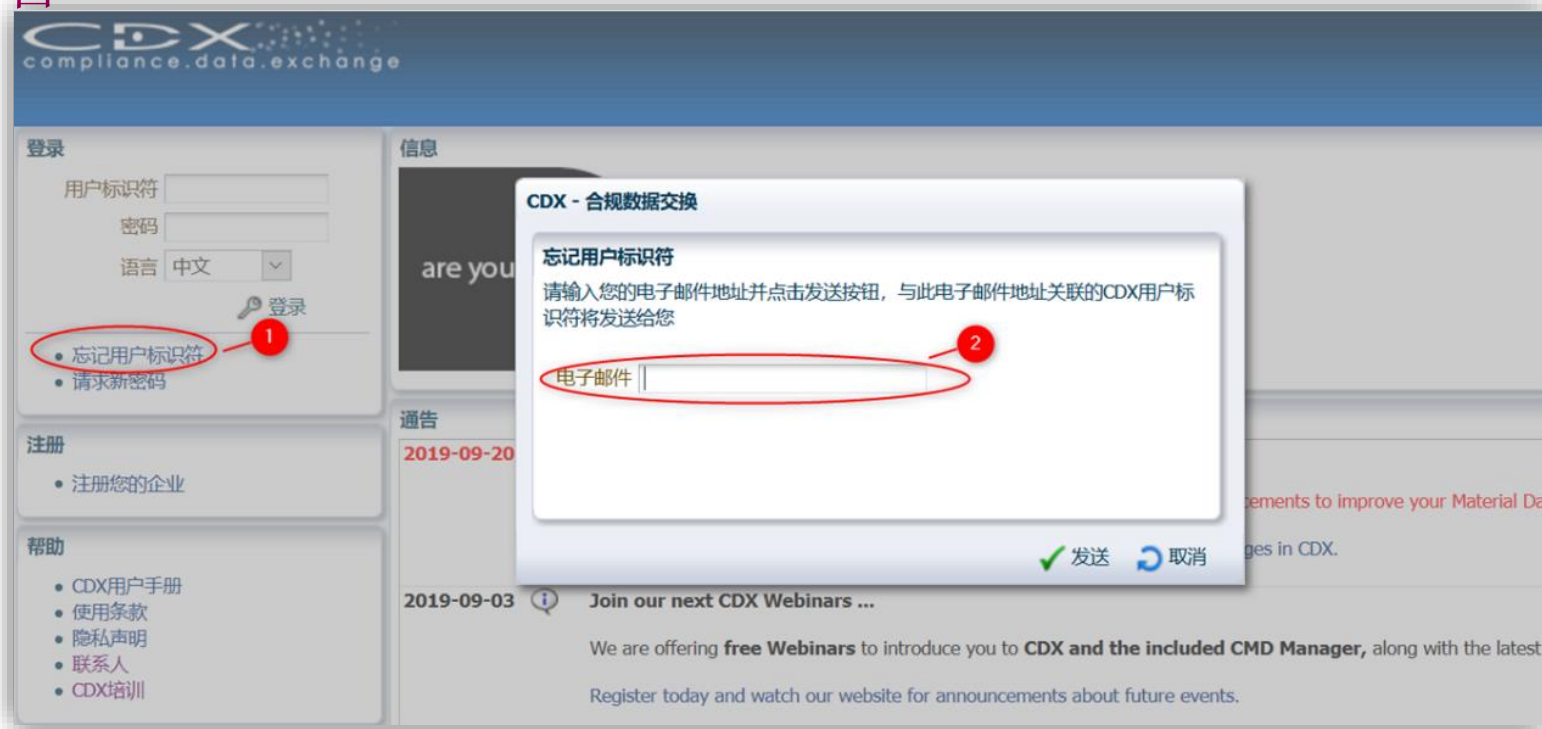 CDX
compliance.data.exchange
登录
用户标识符
密码
语言 中文
登录
1
忘记用户标识符
请求新密码
注册
注册您的企业
帮助
CDX用户手册
使用条款
隐私声明
联系人
CDX培训
信息
are you
CDX - 合规数据交换
忘记用户标识符
请输入您的电子邮件地址并点击发送按钮，与此电子邮件地址关联的CDX用户标
识符将发送给您
2
电子邮件
发送 取消
通告
2019-09-20
ements to improve your Material Da
ges in CDX.
2019-09-03 Join our next CDX Webinars ...
We are offering free Webinars to introduce you to CDX and the included CMD Manager, along with the latest
Register today and watch our website for announcements about future events.